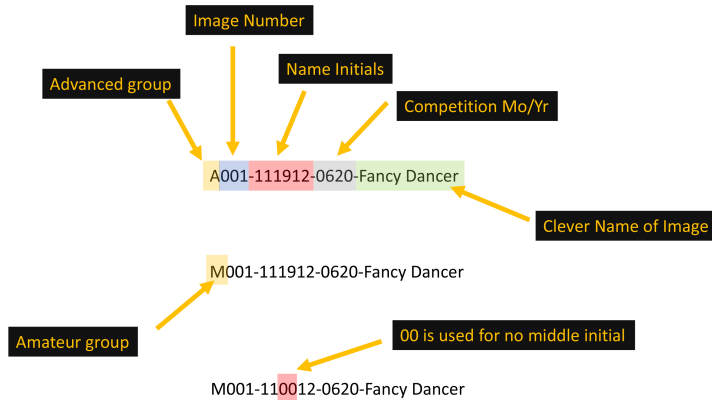 Image Number
Name Initials
Advanced group
Competition Mo/Yr
A001-111912-0620-Fancy Dancer
Clever Name of Image
M001-111912-0620-Fancy Dancer
Amateur group
00 is used for no middle initial
M001-110012-0620-Fancy Dancer